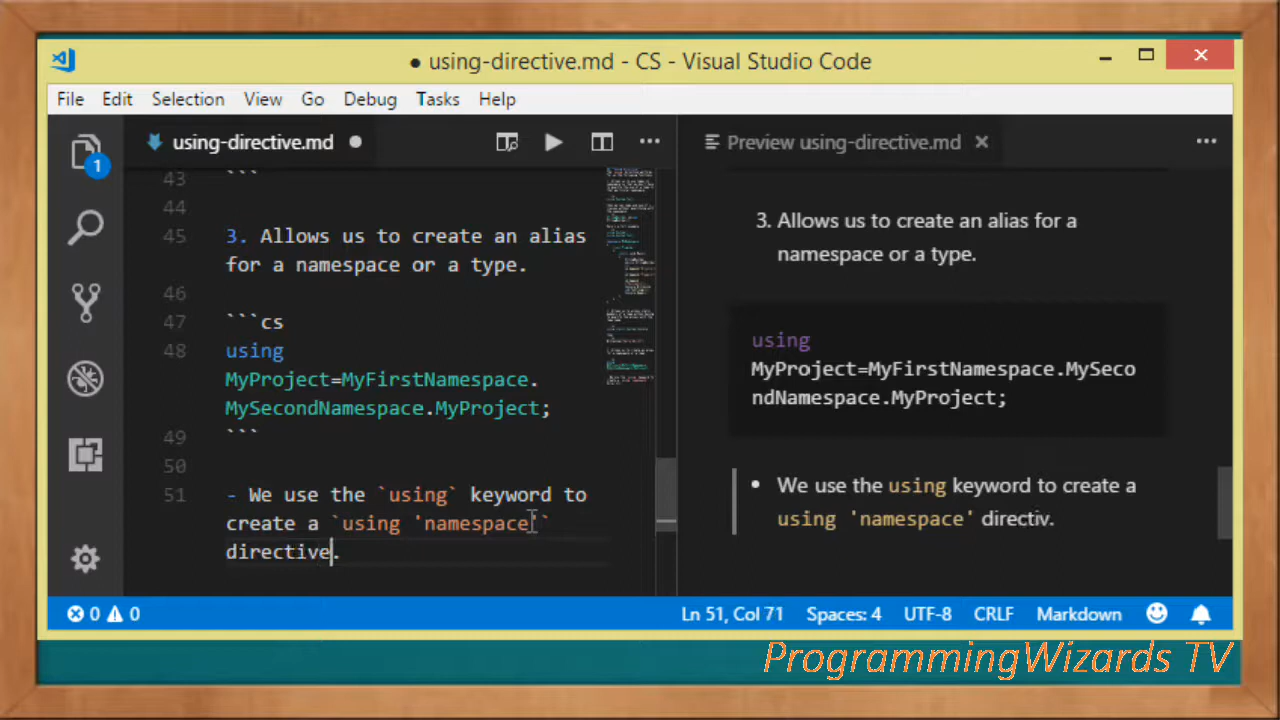 ● using-directive.md - CS - Visual Studio Code
File Edit Selection View Go Debug Tasks Help
1
using-directive.md ●
Preview using-directive.md
43 ```
44
45 3. Allows us to create an alias
for a namespace or a type.
46
47 ```cs
48 using
MyProject=MyFirstNamespace.
MySecondNamespace.MyProject;
49 ```
50
51 - We use the `using` keyword to
create a `using 'namespace'`
directive.
3. Allows us to create an alias for a
namespace or a type.
using
MyProject=MyFirstNamespace.MySeco
ndNamespace.MyProject;
• We use the using keyword to create a
using 'namespace' directiv.
0 0 Ln 51, Col 71 Spaces: 4 UTF-8 CRLF Markdown
ProgrammingWizards TV